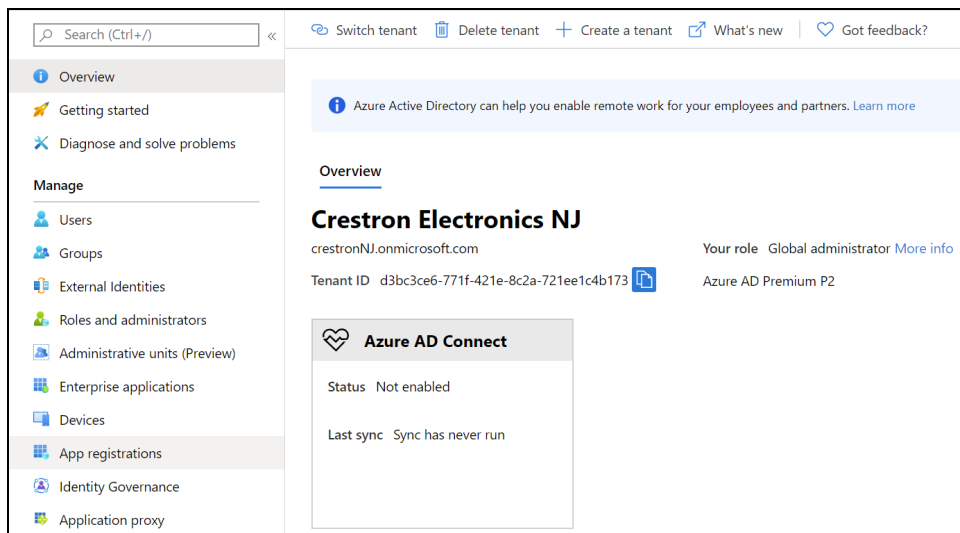 Search (Ctrl+/)
«
Overview
Getting started
Diagnose and solve problems
Manage
Users
Groups
External Identities
Roles and administrators
Administrative units (Preview)
Enterprise applications
Devices
App registrations
Identity Governance
Application proxy
Switch tenant Delete tenant Create a tenant What's new Got feedback?
Azure Active Directory can help you enable remote work for your employees and partners. Learn more
Overview
Crestron Electronics NJ
crestronNJ.onmicrosoft.com
Your role Global administrator More info
Tenant ID d3bc3ce6-771f-421e-8c2a-721ee1c4b173
Azure AD Premium P2
Azure AD Connect
Status Not enabled
Last sync Sync has never run